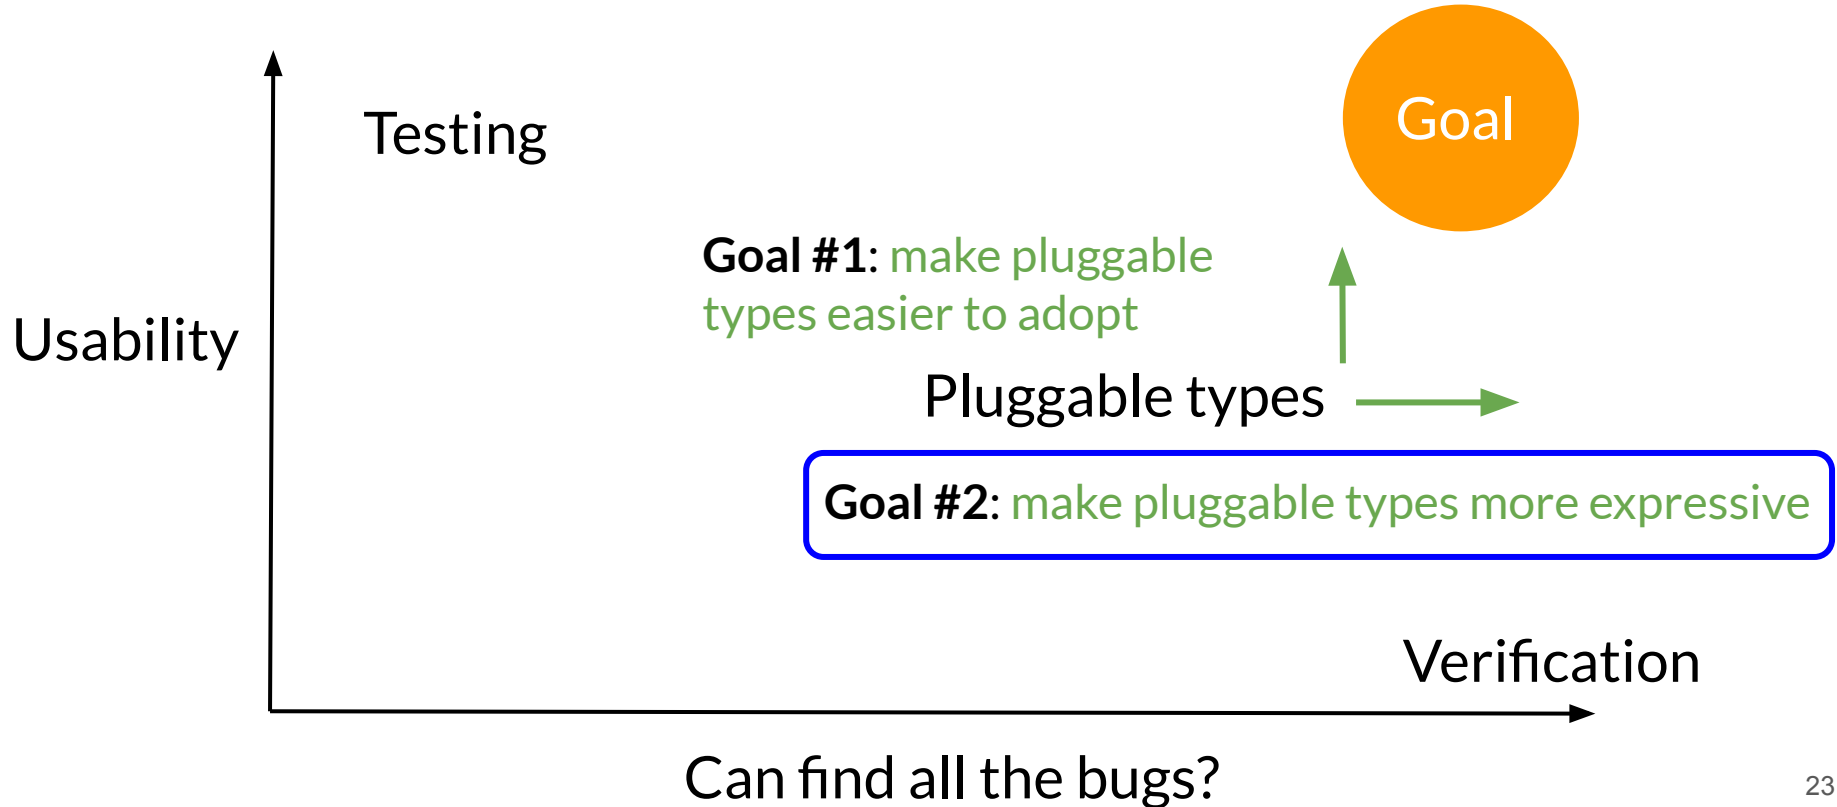 Testing
Goal
Goal #1: make pluggable
types easier to adopt
Usability
Pluggable types
Goal #2: make pluggable types more expressive
Verification
Can find all the bugs?
23